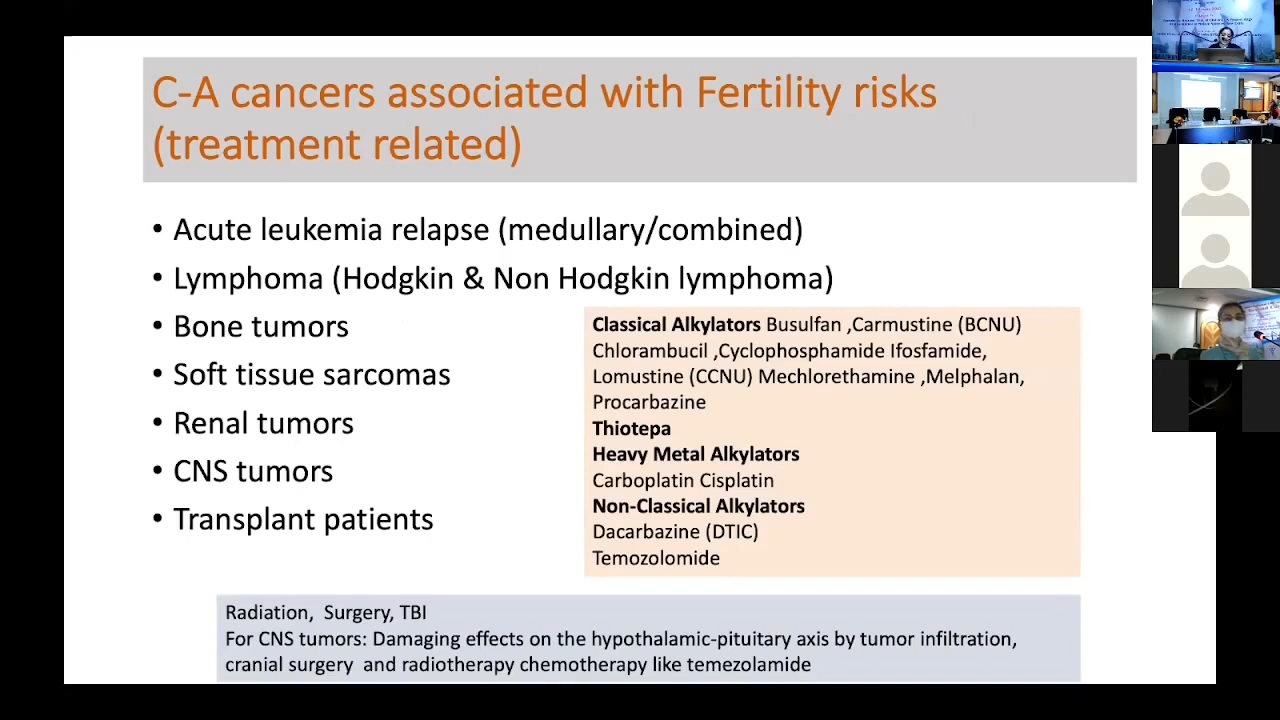 C-A cancers associated with Fertility risks
(treatment related)
• Acute leukemia relapse (medullary/combined)
• Lymphoma (Hodgkin & Non Hodgkin lymphoma)
• Bone tumors
• Soft tissue sarcomas
• Renal tumors
• CNS tumors
• Transplant patients
Classical Alkylators Busulfan ,Carmustine (BCNU)
Chlorambucil ,Cyclophosphamide Ifosfamide,
Lomustine (CCNU) Mechlorethamine ,Melphalan,
Procarbazine
Thiotepa
Heavy Metal Alkylators
Carboplatin Cisplatin
Non-Classical Alkylators
Dacarbazine (DTIC)
Temozolomide
Radiation, Surgery, TBI
For CNS tumors: Damaging effects on the hypothalamic-pituitary axis by tumor infiltration,
cranial surgery and radiotherapy chemotherapy like temezolamide